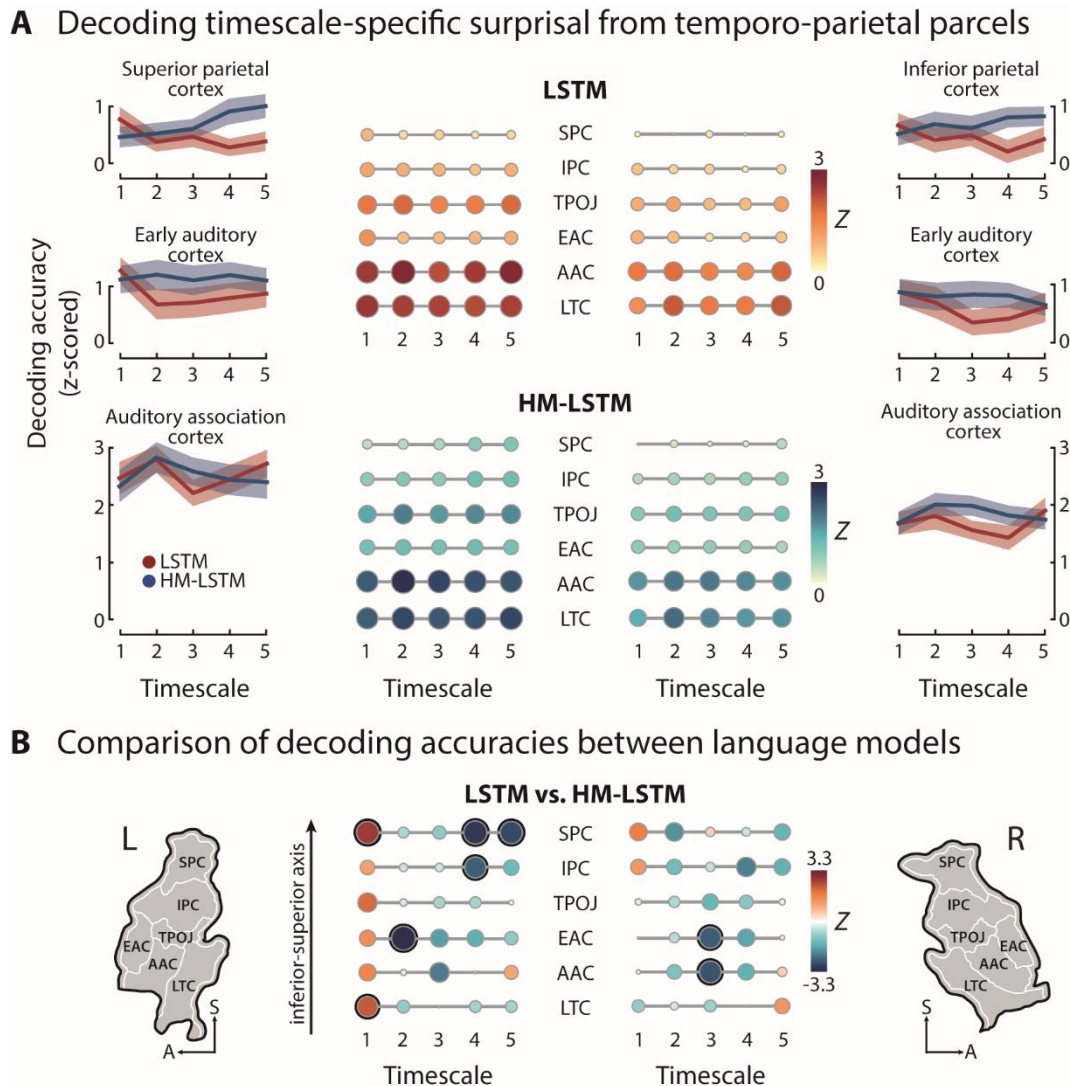 A Decoding timescale-specific surprisal from temporo-parietal parcels
Decoding accuracy
(z-scored)
Superior parietal
cortex
1
0
1 2 3 4 5
Early auditory
cortex
1
0
1 2 3 4 5
Auditory association
cortex
3
2
1
0
LSTM
HM-LSTM
1 2 3 4 5
Timescale
LSTM
SPC
IPC
TPOJ
EAC
AAC
LTC
1 2 3 4 5
1 2 3 4 5
3
Z
0
HM-LSTM
SPC
IPC
TPOJ
EAC
AAC
LTC
1 2 3 4 5
1 2 3 4 5
Timescale
Timescale
3
Z
0
Inferior parietal
cortex
1
0
1 2 3 4 5
Early auditory
cortex
1
0
1 2 3 4 5
Auditory association
cortex
3
2
1
0
1 2 3 4 5
Timescale
B Comparison of decoding accuracies between language models
LSTM vs. HM-LSTM
L
SPC
IPC
TPOJ
EAC
AAC
LTC
S
A
inferior-superior axis
SPC
IPC
TPOJ
EAC
AAC
LTC
1 2 3 4 5
1 2 3 4 5
Timescale
Timescale
3.3
Z
-3.3
R
SPC
IPC
TPOJ
EAC
AAC
LTC
S
A